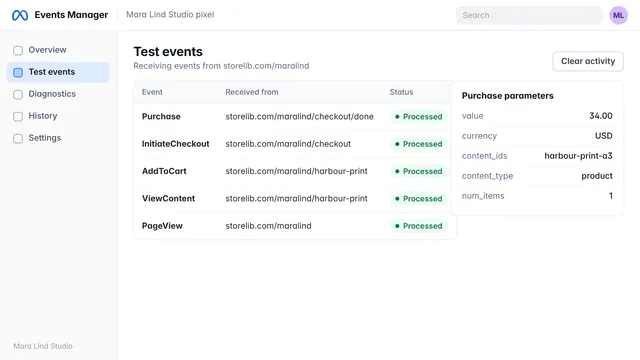 Events Manager
Mara Lind Studio pixel
Search
ML
Overview
Test events
Diagnostics
History
Settings
Mara Lind Studio
Test events
Receiving events from storelib.com/maralind
Clear activity
Event Received from Status
Purchase storelib.com/maralind/checkout/done Processed
InitiateCheckout storelib.com/maralind/checkout Processed
AddToCart storelib.com/maralind/harbour-print Processed
ViewContent storelib.com/maralind/harbour-print Processed
PageView storelib.com/maralind Processed
Purchase parameters
value 34.00
currency USD
content_ids harbour-print-a3
content_type product
num_items 1